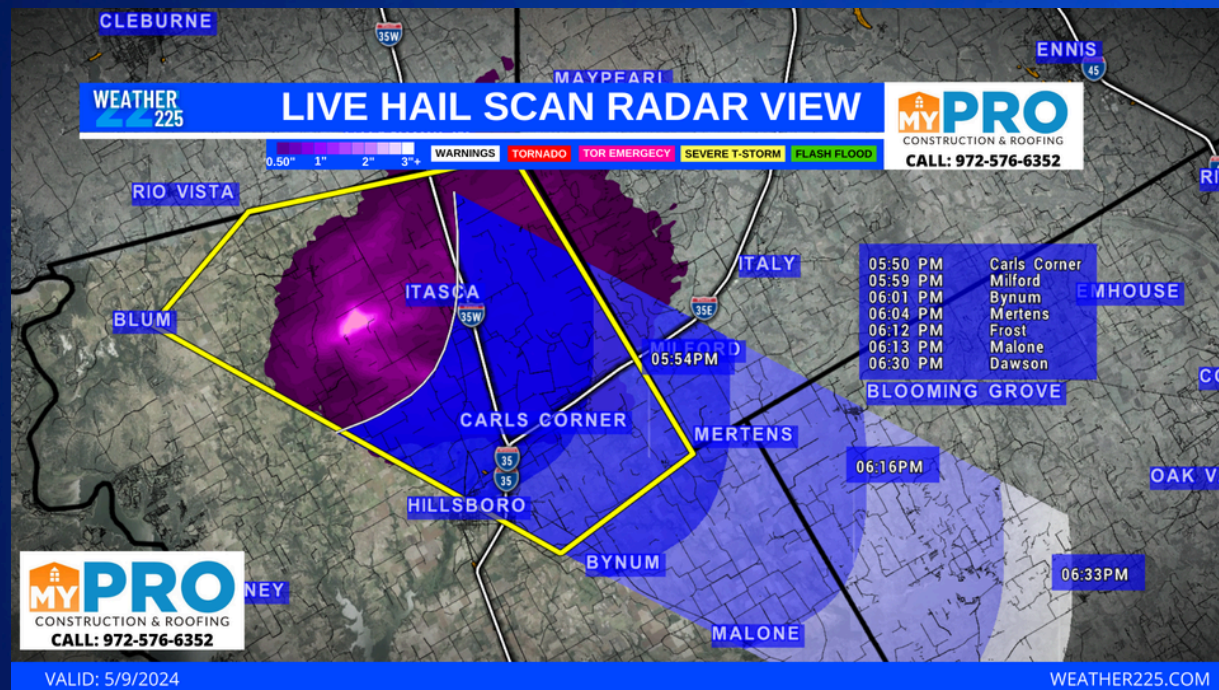 CLEBURNE
35W
ENNIS
45
MAYPEARL
WEATHER
225
LIVE HAIL SCAN RADAR VIEW
MY PRO
CONSTRUCTION & ROOFING
CALL: 972-576-6352
0.50" 1" 2" 3"+
WARNINGS TORNADO TOR EMERGECY SEVERE T-STORM FLASH FLOOD
RIO VISTA
ITALY
ITASCA
35W
35E
BLUM
05:50 PM Carls Corner
05:59 PM Milford
06:01 PM Bynum
06:04 PM Mertens
06:12 PM Frost
06:13 PM Malone
06:30 PM Dawson
EMHOUSE
MILFORD
05:54PM
BLOOMING GROVE
CARLS CORNER
MERTENS
35
35
06:16PM
HILLSBORO
BYNUM
06:33PM
MALONE
MY PRO
CONSTRUCTION & ROOFING
CALL: 972-576-6352
NEY
VALID: 5/9/2024
WEATHER225.COM